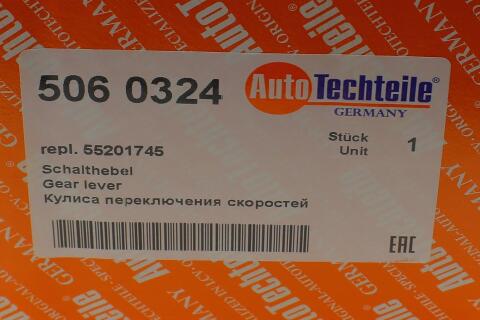 506 0324
AutoTechteile®
GERMANY
repl. 55201745
Stück
Unit 1
Schalthebel
Gear lever
Кулиса переключения скоростей
EAC